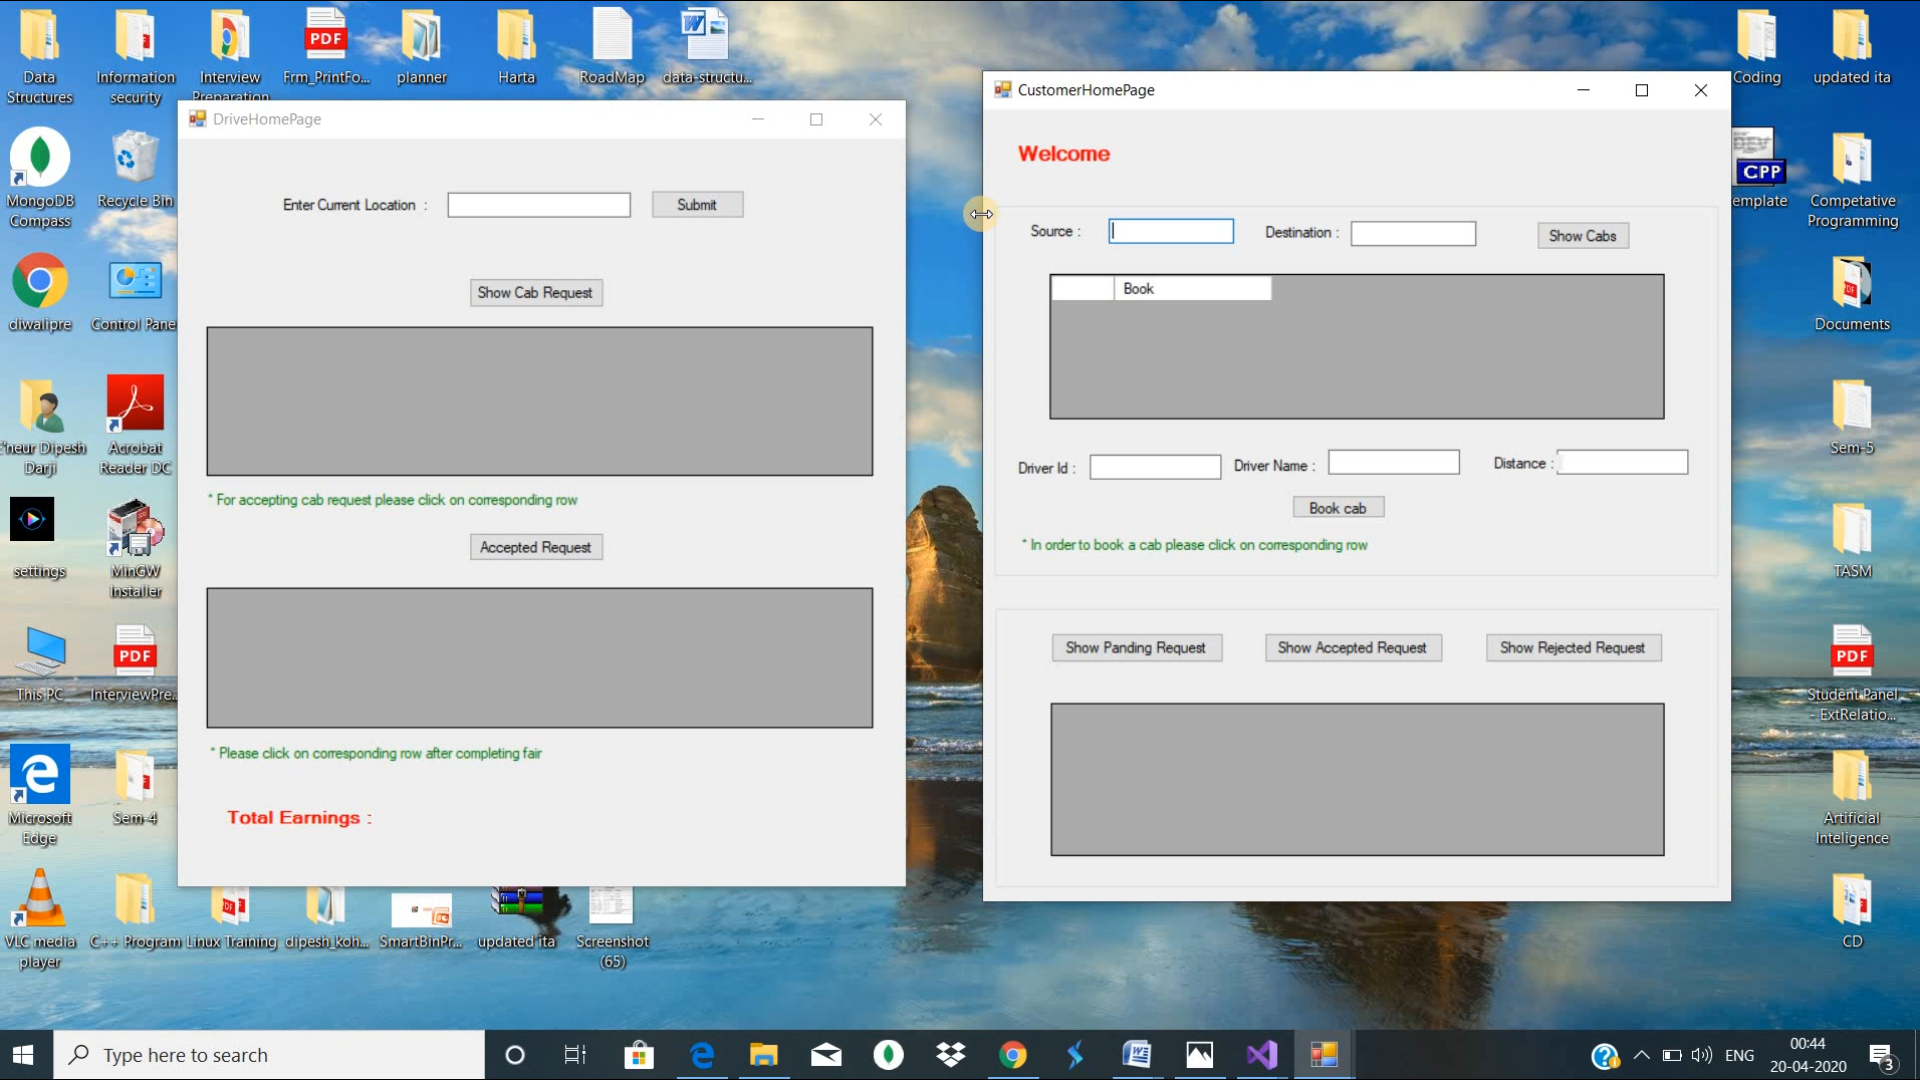 Data
Structures
Information
security
Interview
Preparation
PDF
Frm_PrintFo...
planner
Harta
RoadMap
W
data-structu...
Coding
updated ita
MongoDB
Compass
Recycle Bin
CPP
emplate
Competative
Programming
diwalipre
Control Pane
Documents
'neur Dipesh
Darji
Acrobat
Reader DC
Sem-5
settings
MinGW
Installer
TASM
This PC
PDF
InterviewPre...
PDF
Student Panel
- ExtRelatio...
Microsoft
Edge
Sem-4
Artificial
Inteligence
VLC media
player
C++ Program
Linux Training
dipesh_koh...
SmartBinPr...
updated ita
Screenshot
(65)
CD
DriveHomePage
Enter Current Location :
Submit
Show Cab Request
* For accepting cab request please click on corresponding row
Accepted Request
* Please click on corresponding row after completing fair
Total Earnings :
CustomerHomePage
Welcome
Source :
Destination :
Show Cabs
Book
Driver Id :
Driver Name :
Distance :
Book cab
* In order to book a cab please click on corresponding row
Show Panding Request
Show Accepted Request
Show Rejected Request
Type here to search
ENG
00:44
20-04-2020
3